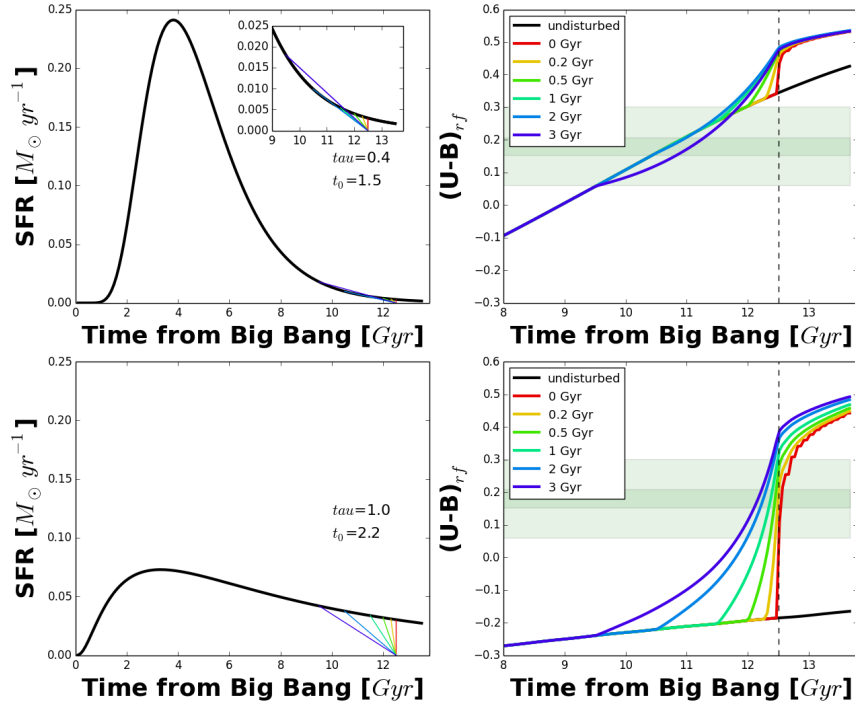 SFR [M⊙ yr⁻¹]
0.25
0.20
0.15
0.10
0.05
0.00
0 2 4 6 8 10 12
Time from Big Bang [Gyr]
0.025
0.020
0.015
0.010
0.005
0.000
9 10 11 12 13
tau=0.4
t₀=1.5
(U-B)rf
0.6
0.5
0.4
0.3
0.2
0.1
0.0
−0.1
−0.2
−0.3
8 9 10 11 12 13
Time from Big Bang [Gyr]
undisturbed
0 Gyr
0.2 Gyr
0.5 Gyr
1 Gyr
2 Gyr
3 Gyr
SFR [M⊙ yr⁻¹]
0.25
0.20
0.15
0.10
0.05
0.00
0 2 4 6 8 10 12
Time from Big Bang [Gyr]
tau=1.0
t₀=2.2
(U-B)rf
0.6
0.5
0.4
0.3
0.2
0.1
0.0
−0.1
−0.2
−0.3
8 9 10 11 12 13
Time from Big Bang [Gyr]
undisturbed
0 Gyr
0.2 Gyr
0.5 Gyr
1 Gyr
2 Gyr
3 Gyr